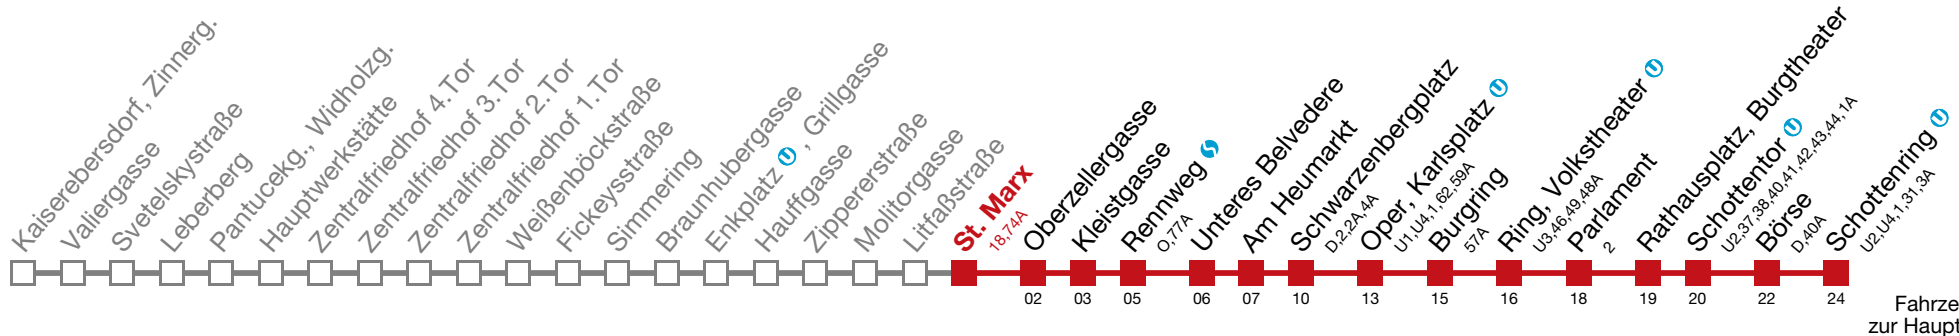 Kaiserebersdorf, Zinnerg.
Valiergasse
Svetelskystraße
Leberberg
Pantucekg., Widholzg.
Hauptwerkstätte
Zentralfriedhof 4. Tor
Zentralfriedhof 3. Tor
Zentralfriedhof 2. Tor
Zentralfriedhof 1. Tor
Weißenböckstraße
Fickeysstraße
Simmering
Braunhubergasse
Enkplatz U, Grillgasse
Hauffgasse
Zippererstraße
Molitorgasse
Litfaßstraße
St. Marx
18,74A
Oberzellergasse
Kleistgasse
Rennweg S
O,77A
Unteres Belvedere
Am Heumarkt
Schwarzenbergplatz
D,2,2A,4A
Oper, Karlsplatz U
U1,U4,1,62,59A
Burgring
57A
Ring, Volkstheater U
U3,46,49,48A
Parlament
2
Rathausplatz, Burgtheater
Schottentor U
U2,37,38,40,41,42,43,44,1A
Börse
D,40A
Schottenring U
U2,U4,1,31,3A
02 03 05 06 07 10 13 15 16 18 19 20 22 24
Fahrze
zur Haupt